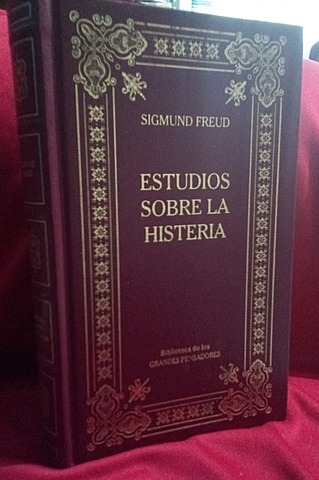 SIGMUND FREUD
ESTUDIOS
SOBRE LA
HISTERIA
Biblioteca de los
GRANDES PENSADORES